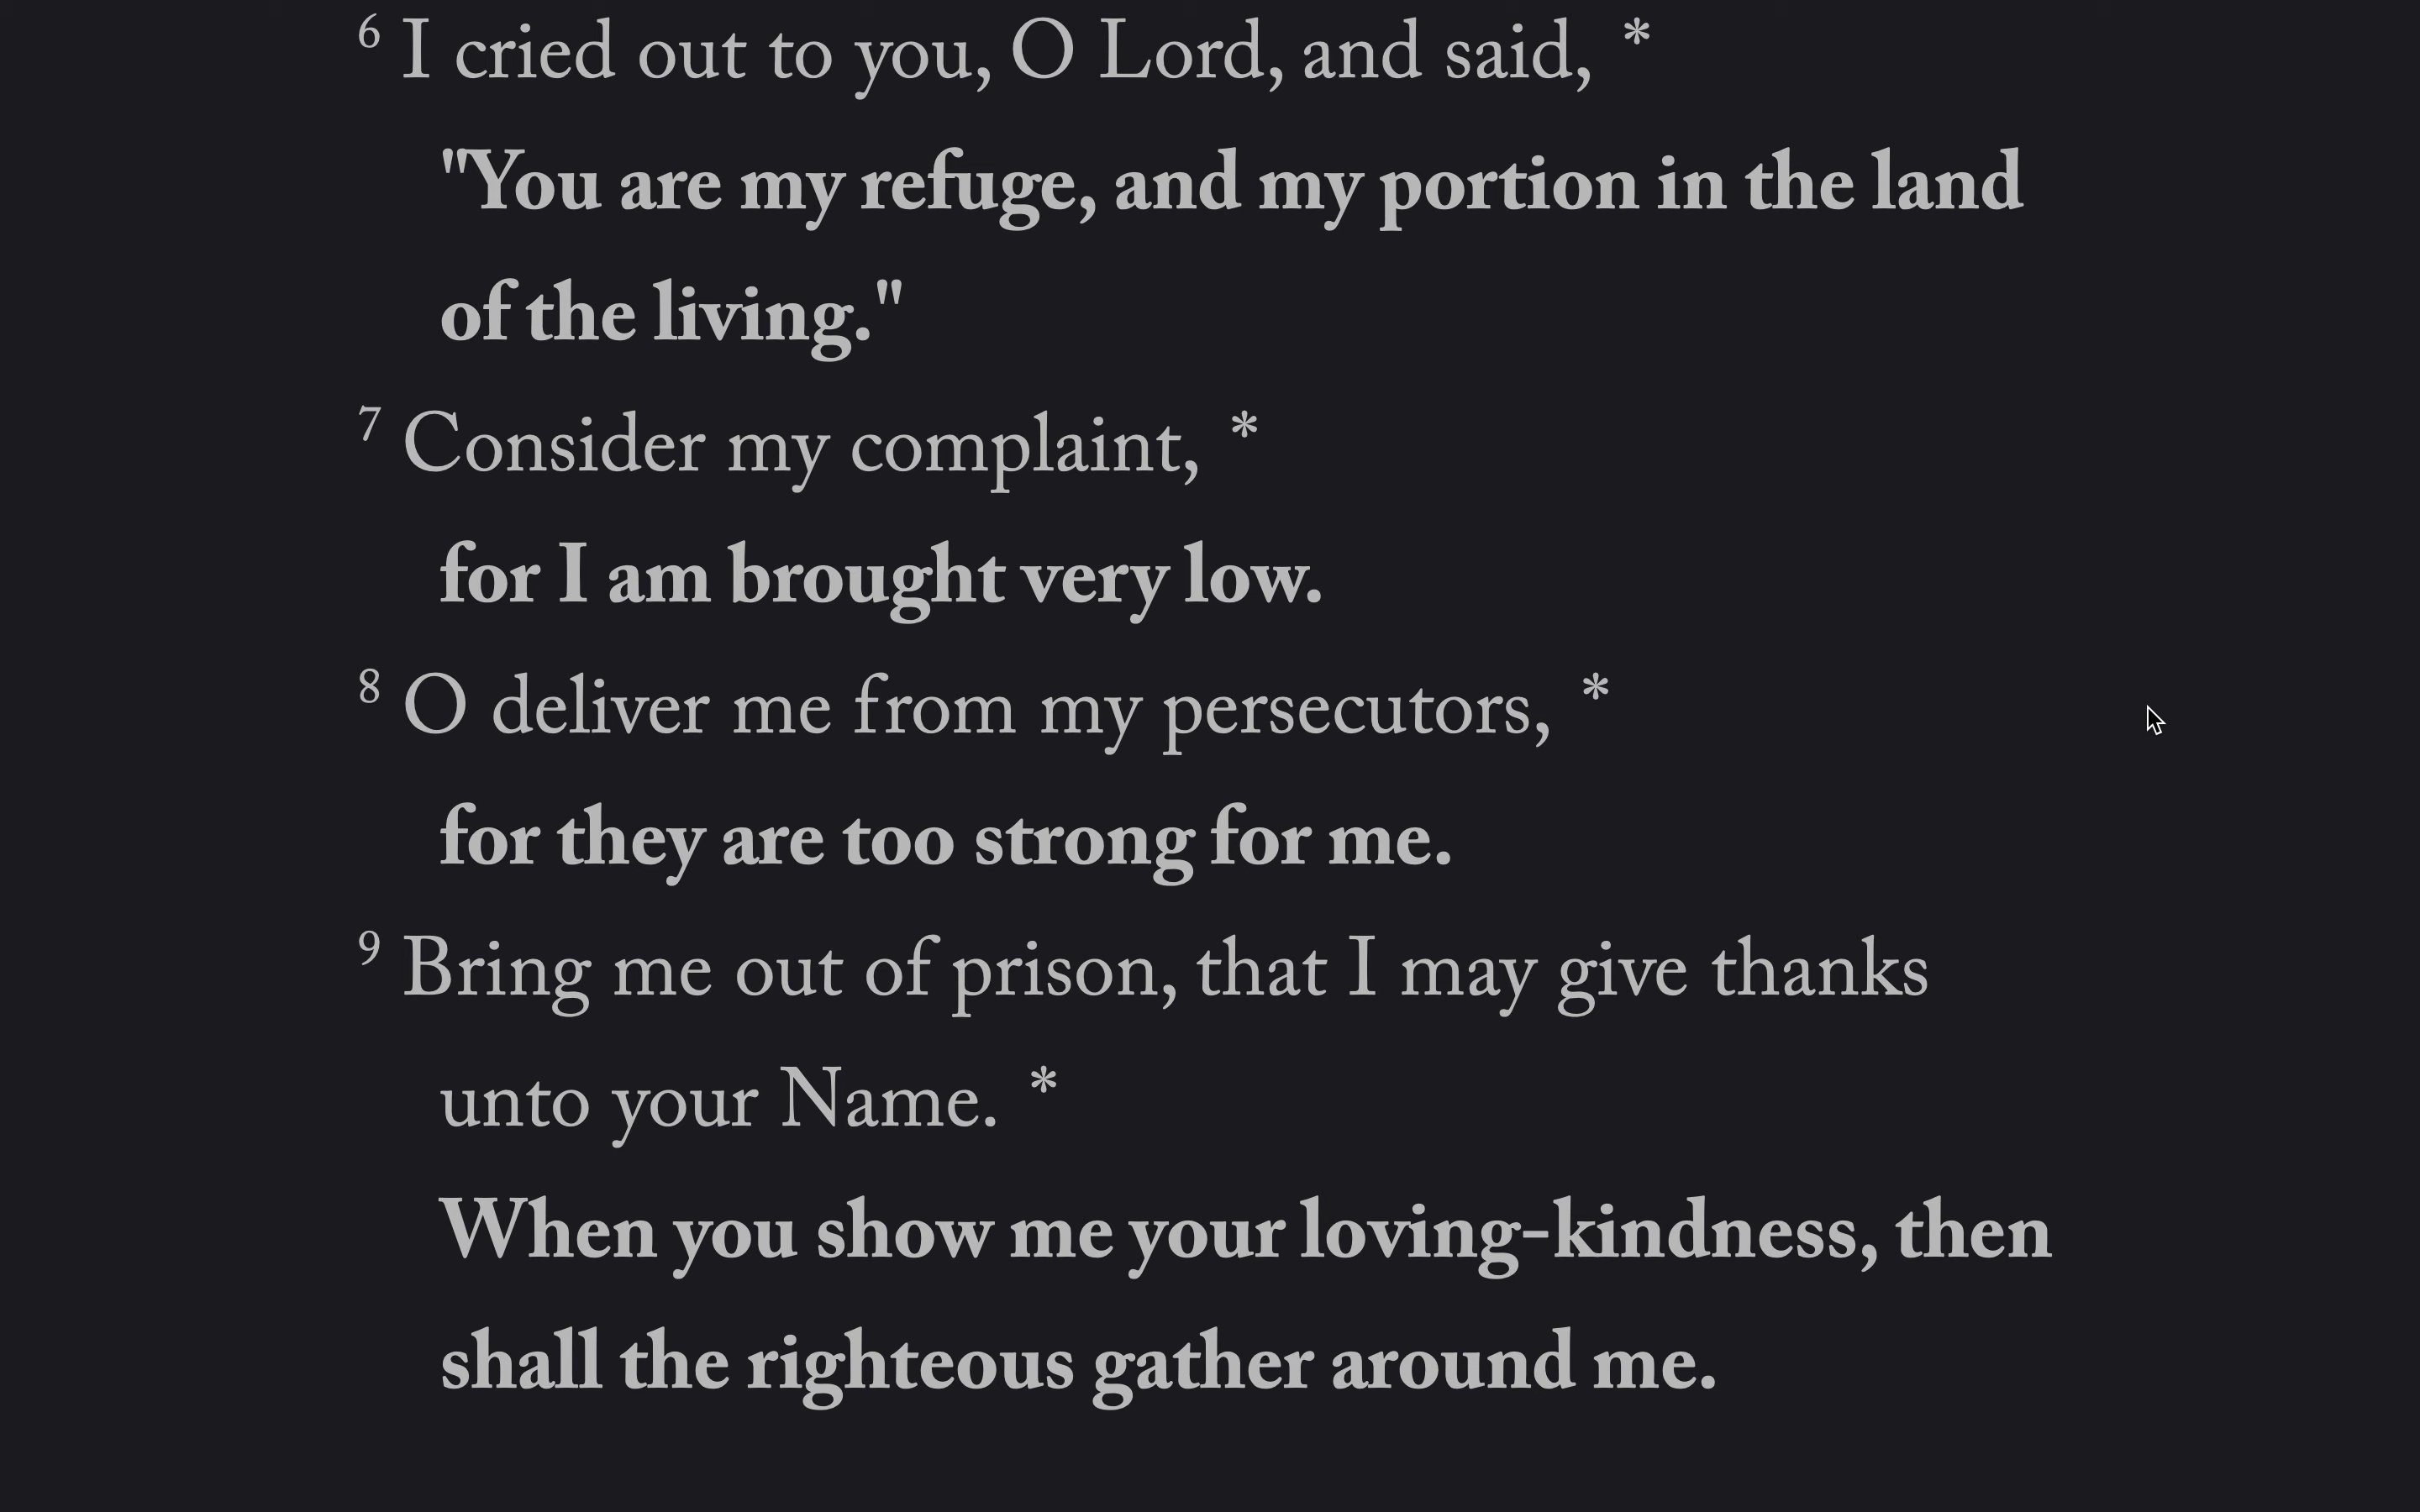 6 I cried out to you, O Lord, and said, *
"You are my refuge, and my portion in the land
of the living."
7 Consider my complaint, *
for I am brought very low.
8 O deliver me from my persecutors, *
for they are too strong for me.
9 Bring me out of prison, that I may give thanks
unto your Name. *
When you show me your loving-kindness, then
shall the righteous gather around me.